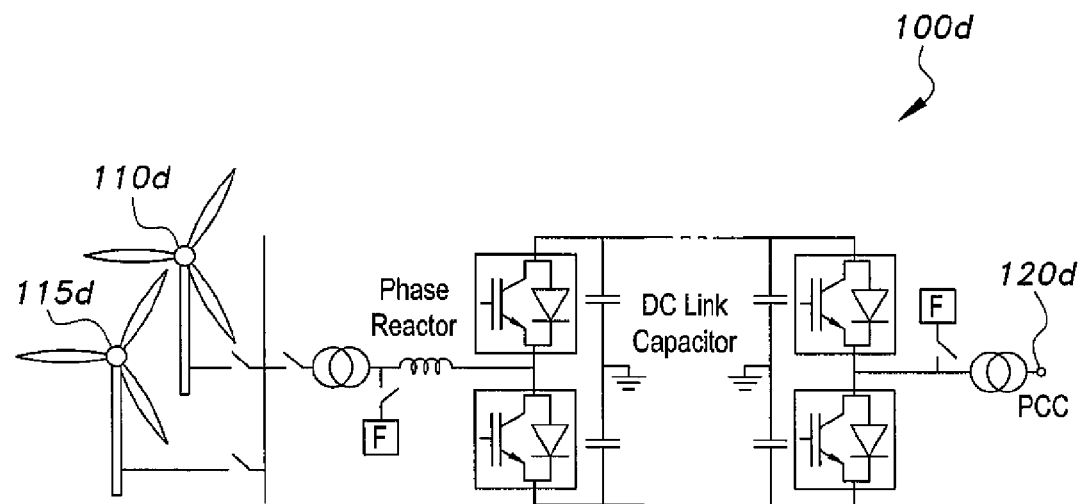 100d
110d
115d
Phase
Reactor
DC Link
Capacitor
F
120d
PCC
F